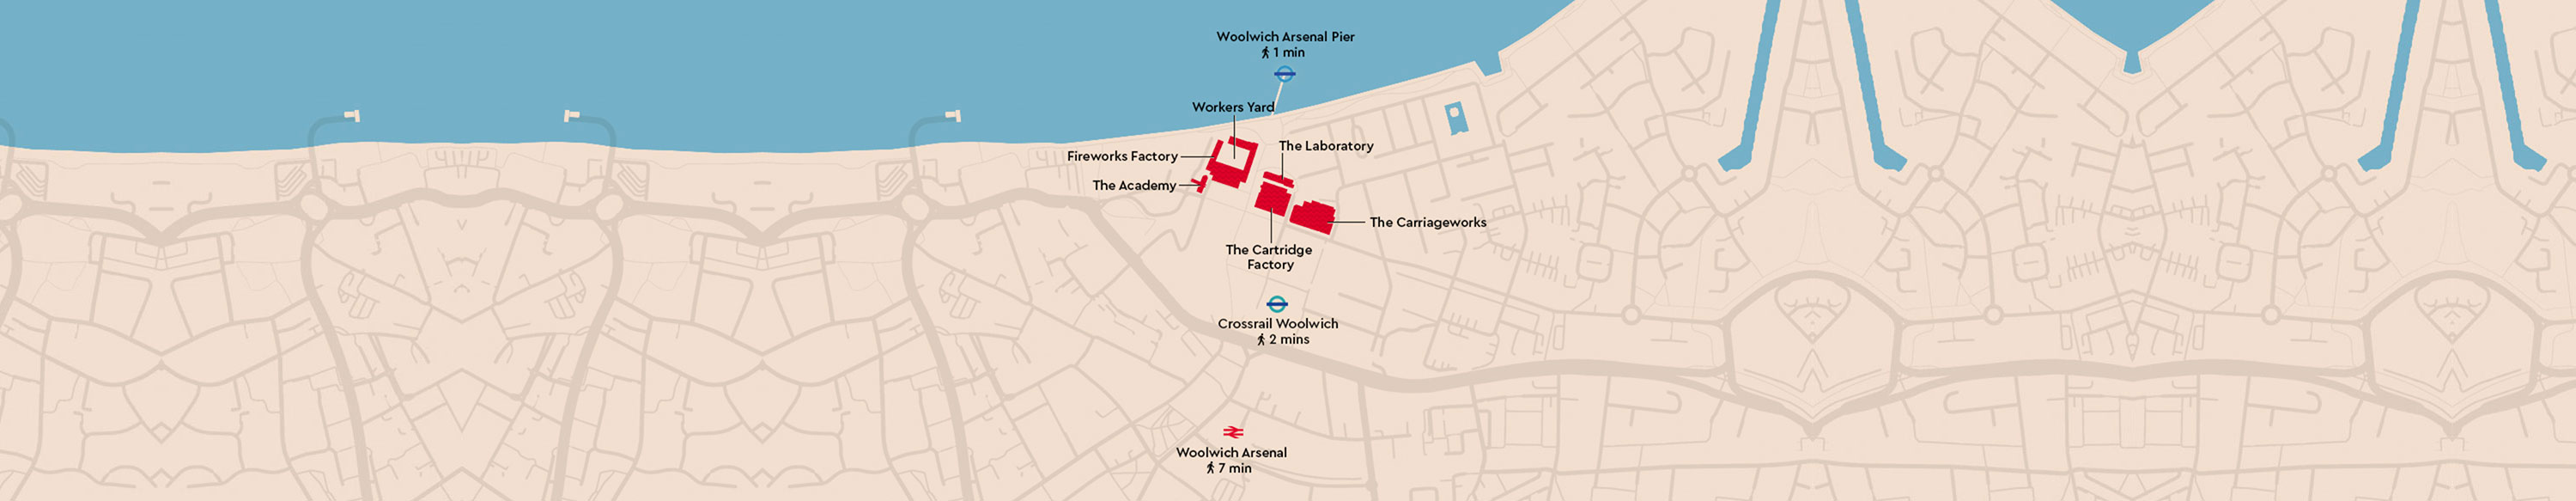 Woolwich Arsenal Pier
1 min
Workers Yard
The Laboratory
Fireworks Factory
The Academy
The Carriageworks
The Cartridge
Factory
Crossrail Woolwich
2 mins
Woolwich Arsenal
7 min